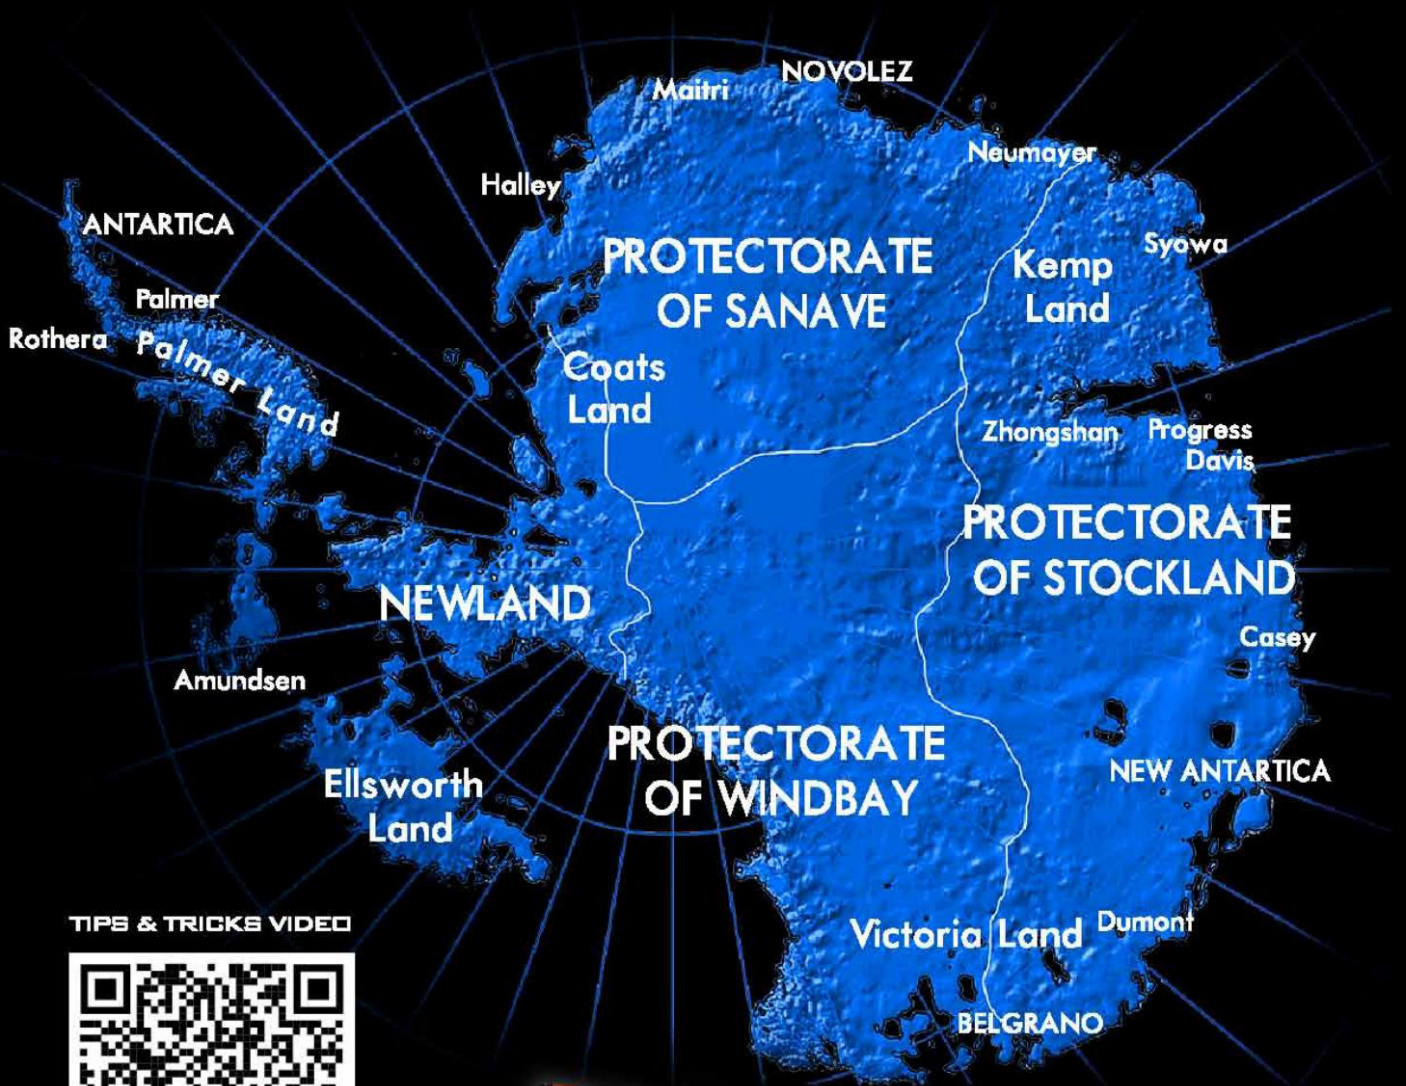 NOVOLEZ
Maitri
Neumayer
Halley
ANTARTICA
Syowa
PROTECTORATE
OF SANAVE
Kemp
Land
Palmer
Rothera
Palmer Land
Coats
Land
Zhongshan
Progress
Davis
PROTECTORATE
OF STOCKLAND
NEWLAND
Casey
Amundsen
PROTECTORATE
OF WINDBAY
NEW ANTARTICA
Ellsworth
Land
Victoria Land
Dumont
TIPS & TRICKS VIDEO
BELGRANO